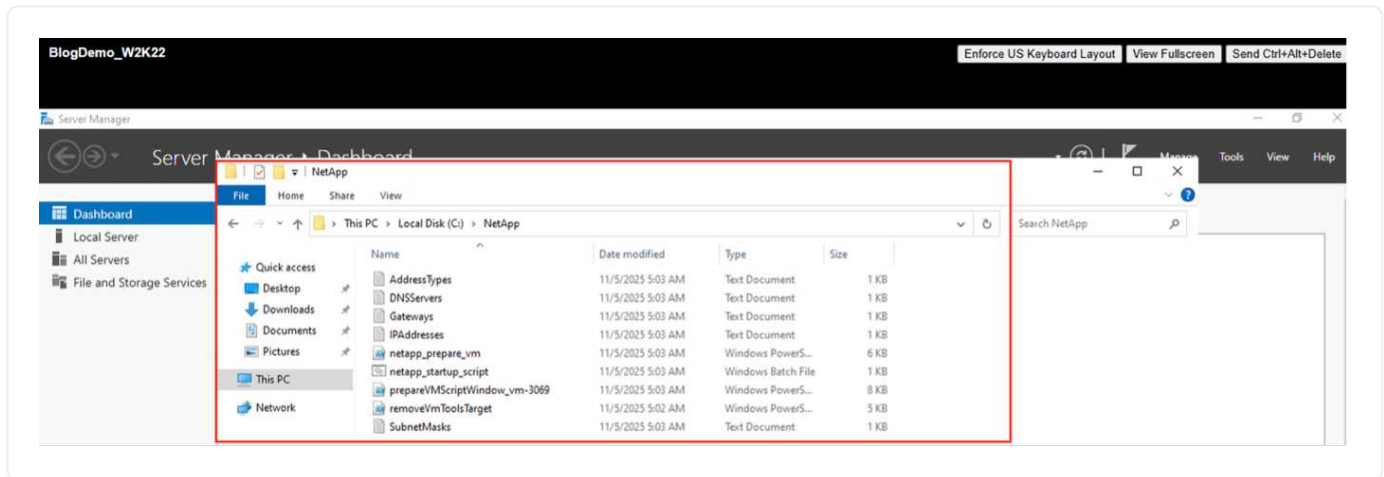 BlogDemo_W2K22 Enforce US Keyboard Layout View Fullscreen Send Ctrl+Alt+Delete
Server Manager
Server Manager Dashboard Manage Tools View Help
NetApp
File Home Share View
Dashboard This PC > Local Disk (C:) > NetApp Search NetApp
Local Server
All Servers
File and Storage Services
Quick access
Desktop
Downloads
Documents
Pictures
This PC
Network
Name Date modified Type Size
AddressTypes 11/5/2025 5:03 AM Text Document 1 KB
DNSServers 11/5/2025 5:03 AM Text Document 1 KB
Gateways 11/5/2025 5:03 AM Text Document 1 KB
IPAddresses 11/5/2025 5:03 AM Text Document 1 KB
netapp_prepare_vm 11/5/2025 5:03 AM Windows PowerS... 6 KB
netapp_startup_script 11/5/2025 5:03 AM Windows Batch File 1 KB
prepareVMScriptWindow_vm-3069 11/5/2025 5:03 AM Windows PowerS... 8 KB
removeVmToolsTarget 11/5/2025 5:02 AM Windows PowerS... 5 KB
SubnetMasks 11/5/2025 5:03 AM Text Document 1 KB